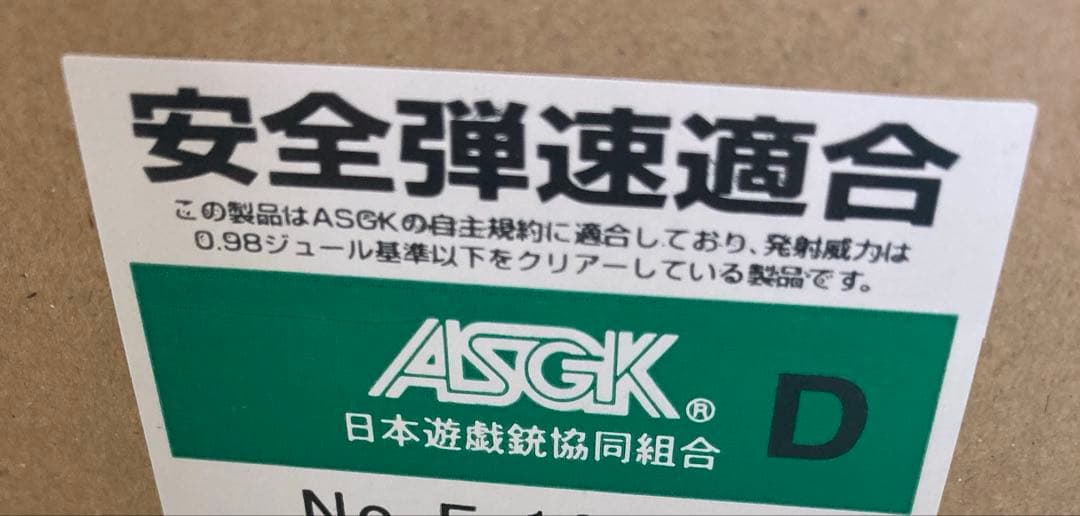 安全弾速適合
この製品はASGKの自主規約に適合しており、発射威力は
0.98ジュール基準以下をクリアーしている製品です。
ASGK®
D
日本遊戯銃協同組合